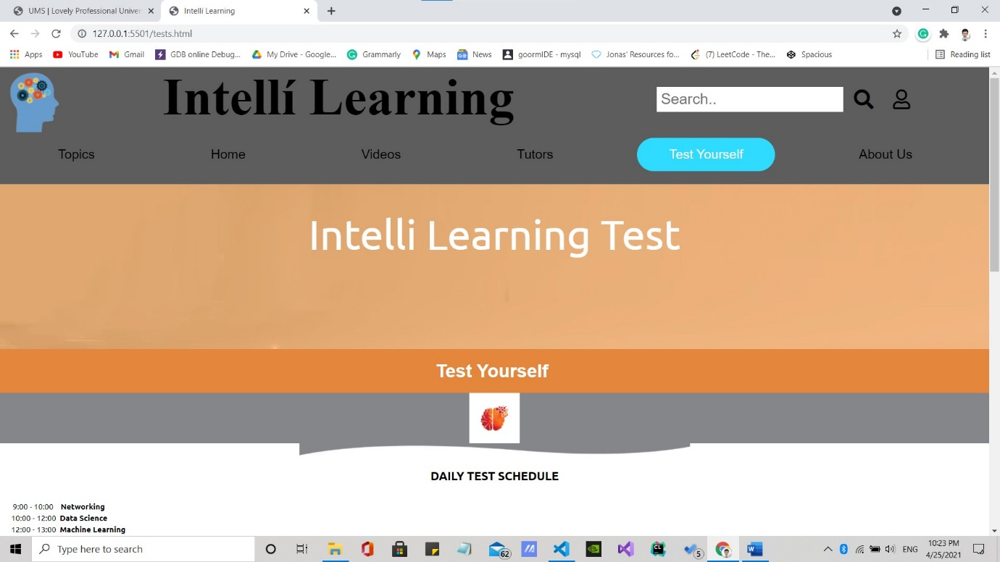 UMS | Lovely Professional Univer
Intellí Learning
127.0.0.1:5501/tests.html
Apps YouTube Gmail GDB online Debug... My Drive - Google... Grammarly Maps News goormIDE - mysql Jonas' Resources fo... (7) LeetCode - The... Spacious Reading list
Intellí Learning
Search..
Topics Home Videos Tutors Test Yourself About Us
Intelli Learning Test
Test Yourself
DAILY TEST SCHEDULE
9:00 - 10:00 Networking
10:00 - 12:00 Data Science
12:00 - 13:00 Machine Learning
Type here to search
62
5
ENG
10:23 PM
4/25/2021